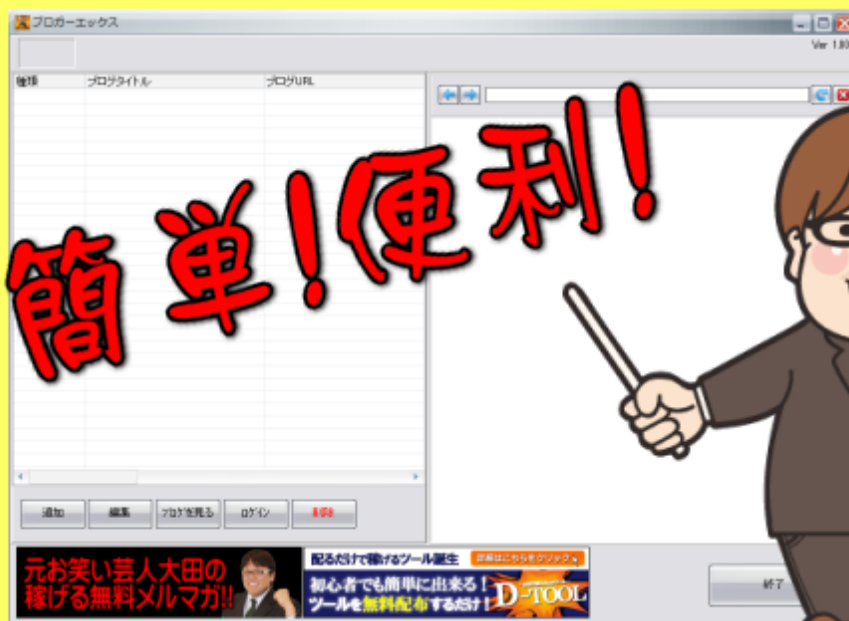 ブロガーエックス
Ver 1.80
種類 ブログタイトル ブログURL
簡単!便利!
追加 編集 ブログを見る ログイン 削除
元お笑い芸人大田の
稼げる無料メルマガ!!
配るだけで稼げるツール誕生 詳細はこちらをクリック
初心者でも簡単に出来る!
ツールを無料配布するだけ! D-TOOL
終了